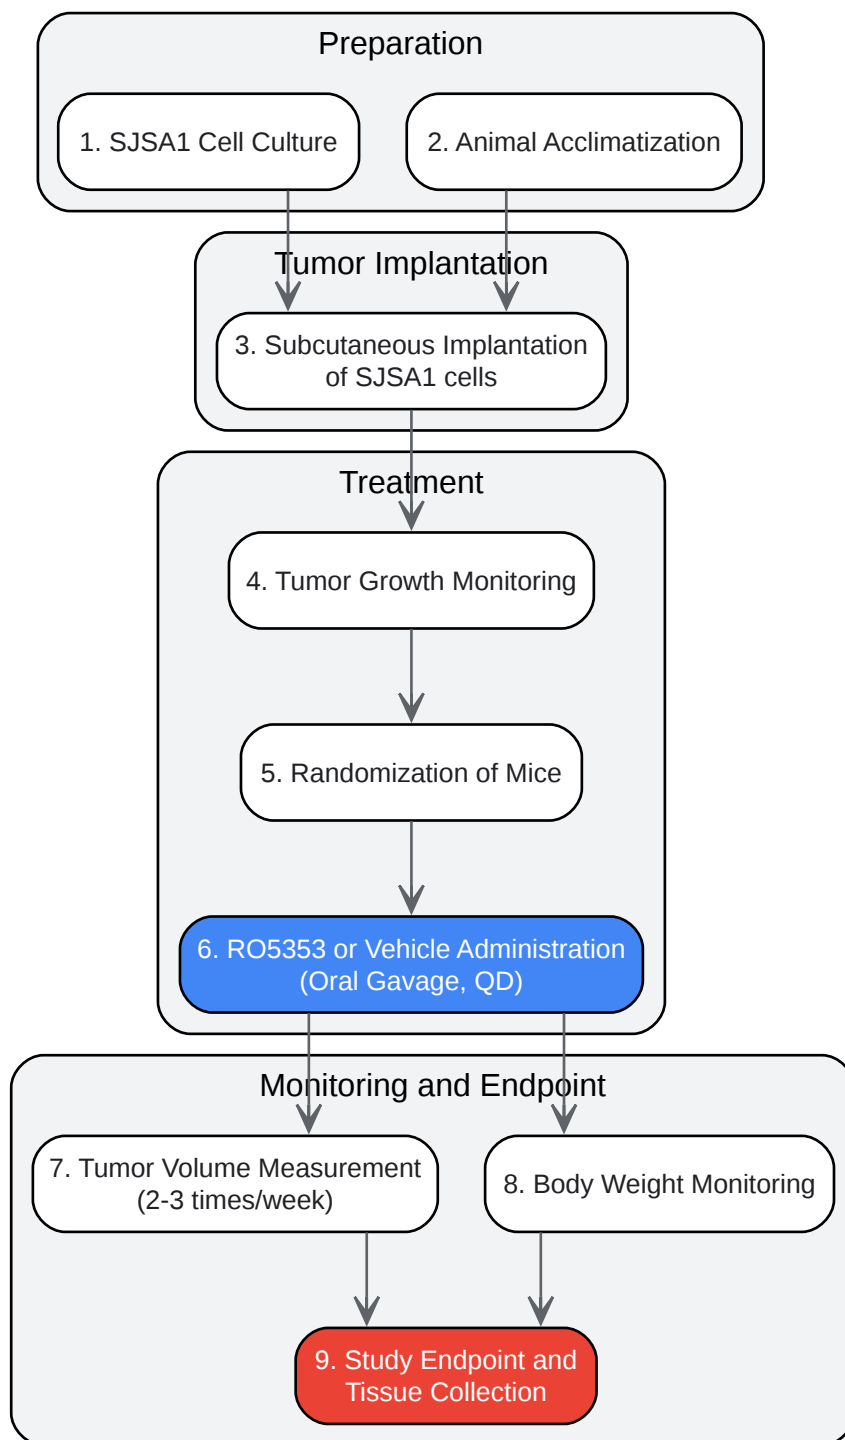 Preparation
1. SJSA1 Cell Culture
2. Animal Acclimatization
Tumor Implantation
3. Subcutaneous Implantation
of SJSA1 cells
Treatment
4. Tumor Growth Monitoring
5. Randomization of Mice
6. RO5353 or Vehicle Administration
(Oral Gavage, QD)
Monitoring and Endpoint
7. Tumor Volume Measurement
(2-3 times/week)
8. Body Weight Monitoring
9. Study Endpoint and
Tissue Collection